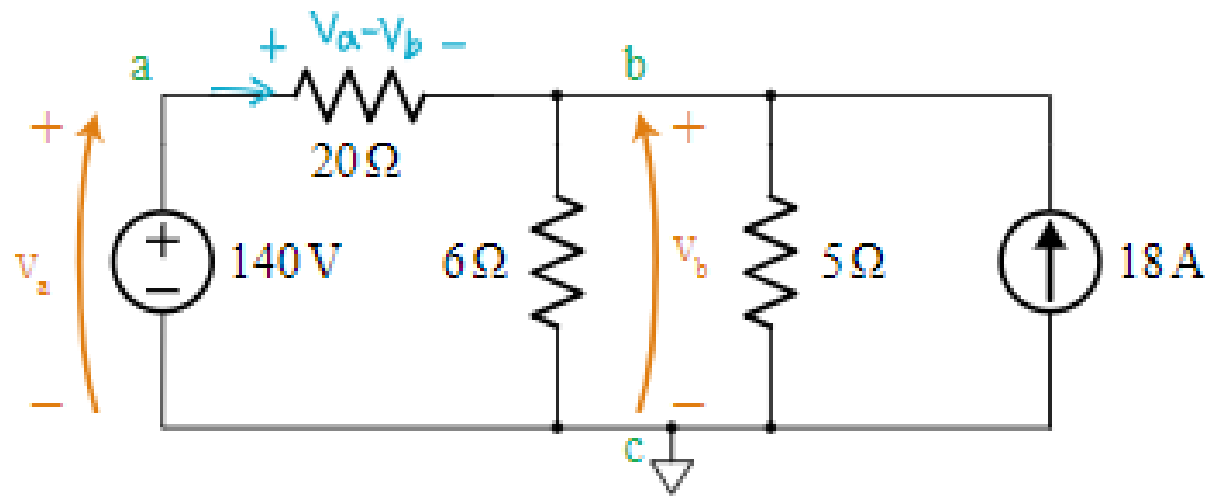 + Va-Vb -
a
b
+
+
20 Ω
+
-
Va
140 V
6 Ω
Vb
5 Ω
18 A
-
-
c